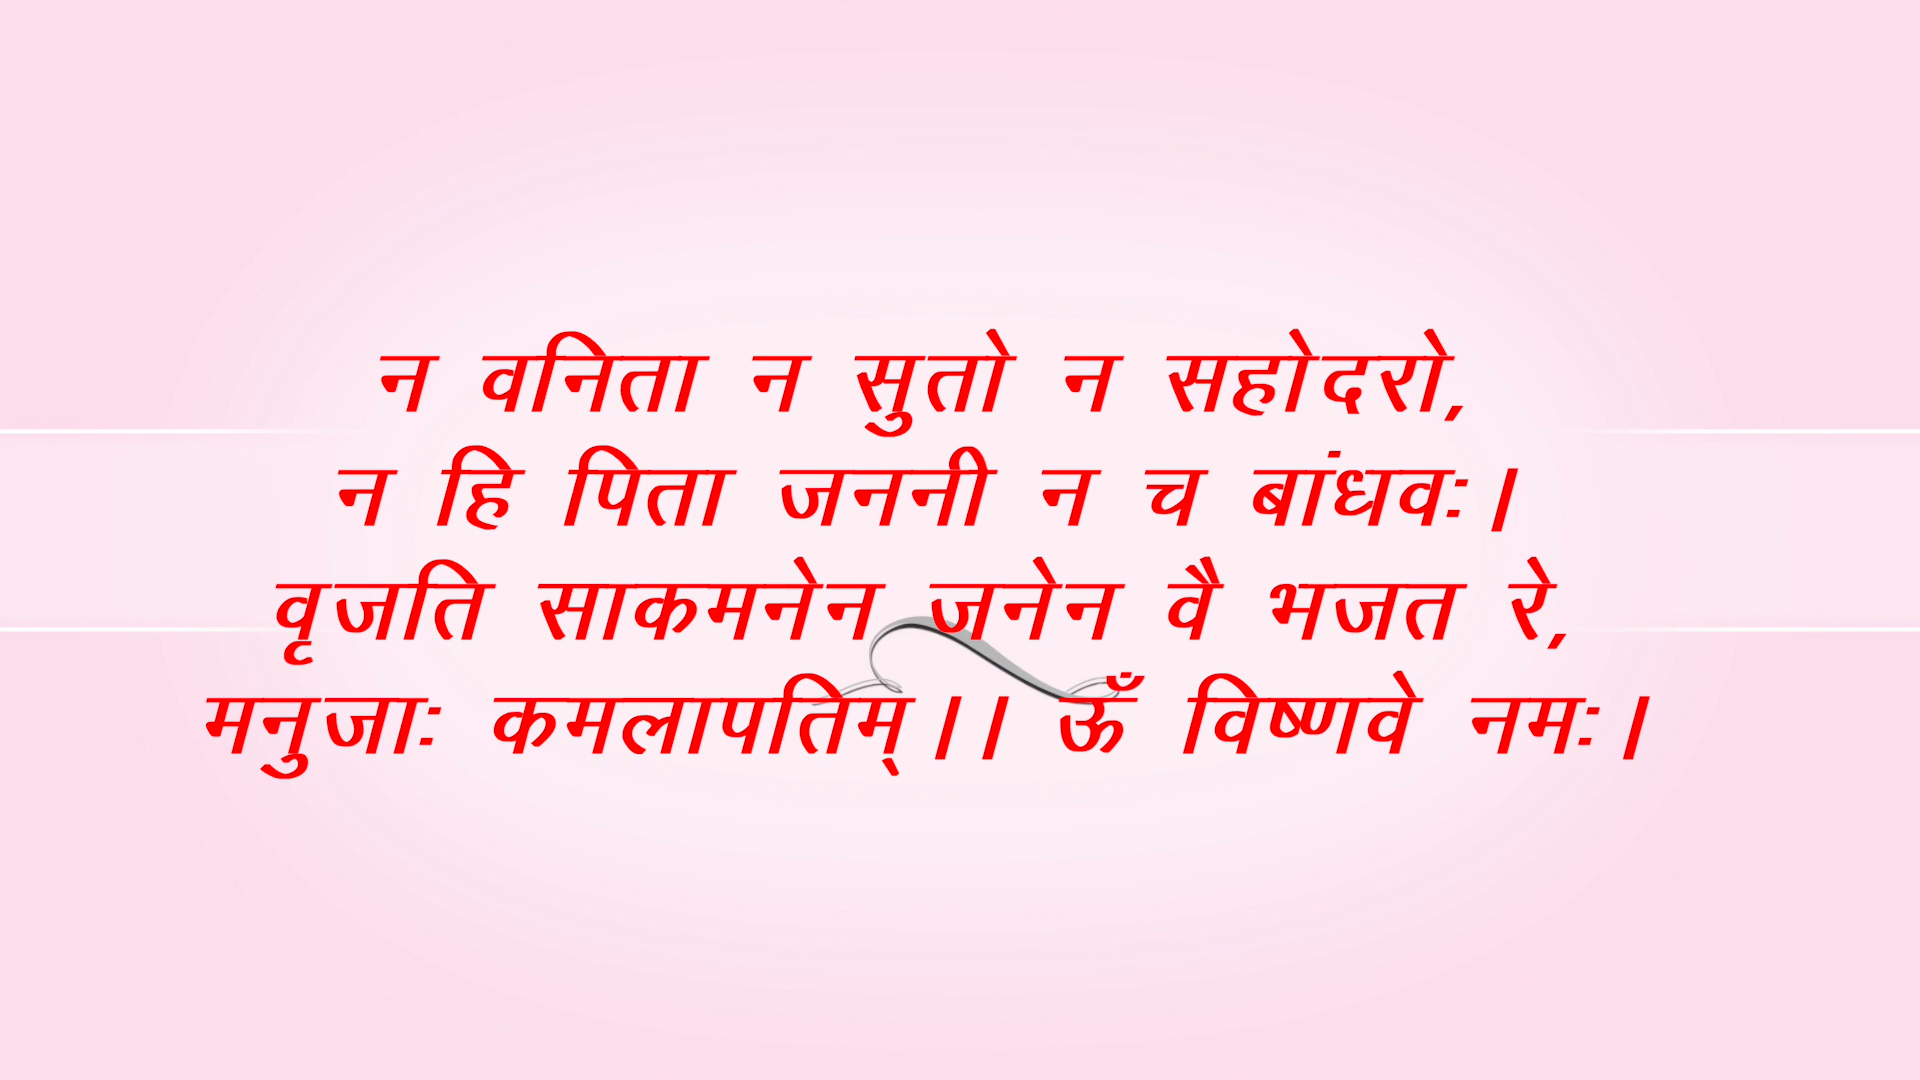 न वनिता न सुतो न सहोदरो,
न हि पिता जननी न च बांधवः।
वृजति साकमनेन जनेन वै भजत रे,
मनुजाः कमलापतिम्।। ऊँ विष्णवे नमः।